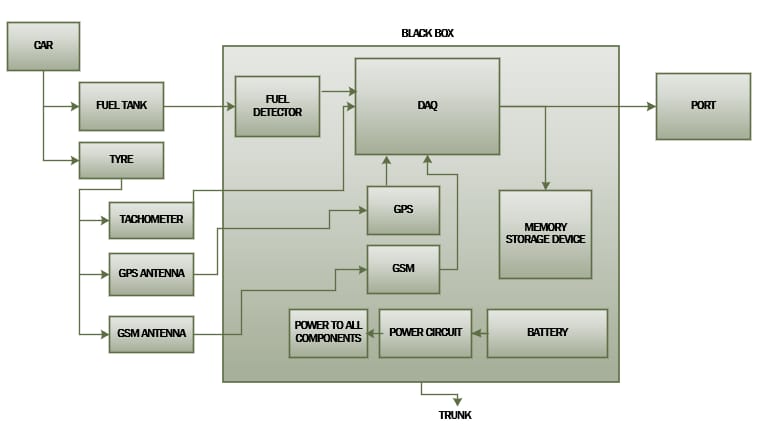 BLACK BOX
CAR
FUEL TANK
FUEL
DETECTOR
DAQ
PORT
TYRE
TACHOMETER
GPS
MEMORY
STORAGE DEVICE
GPS ANTENNA
GSM
GSM ANTENNA
POWER TO ALL
COMPONENTS
POWER CIRCUIT
BATTERY
TRUNK